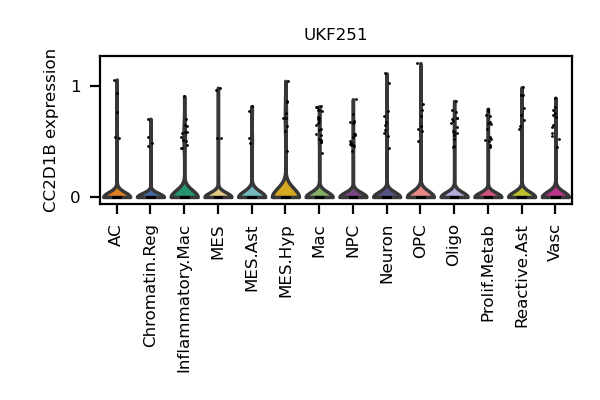 UKF251
CC2D1B expression
1
0
AC
Chromatin.Reg
Inflammatory.Mac
MES
MES.Ast
MES.Hyp
Mac
NPC
Neuron
OPC
Oligo
Prolif.Metab
Reactive.Ast
Vasc